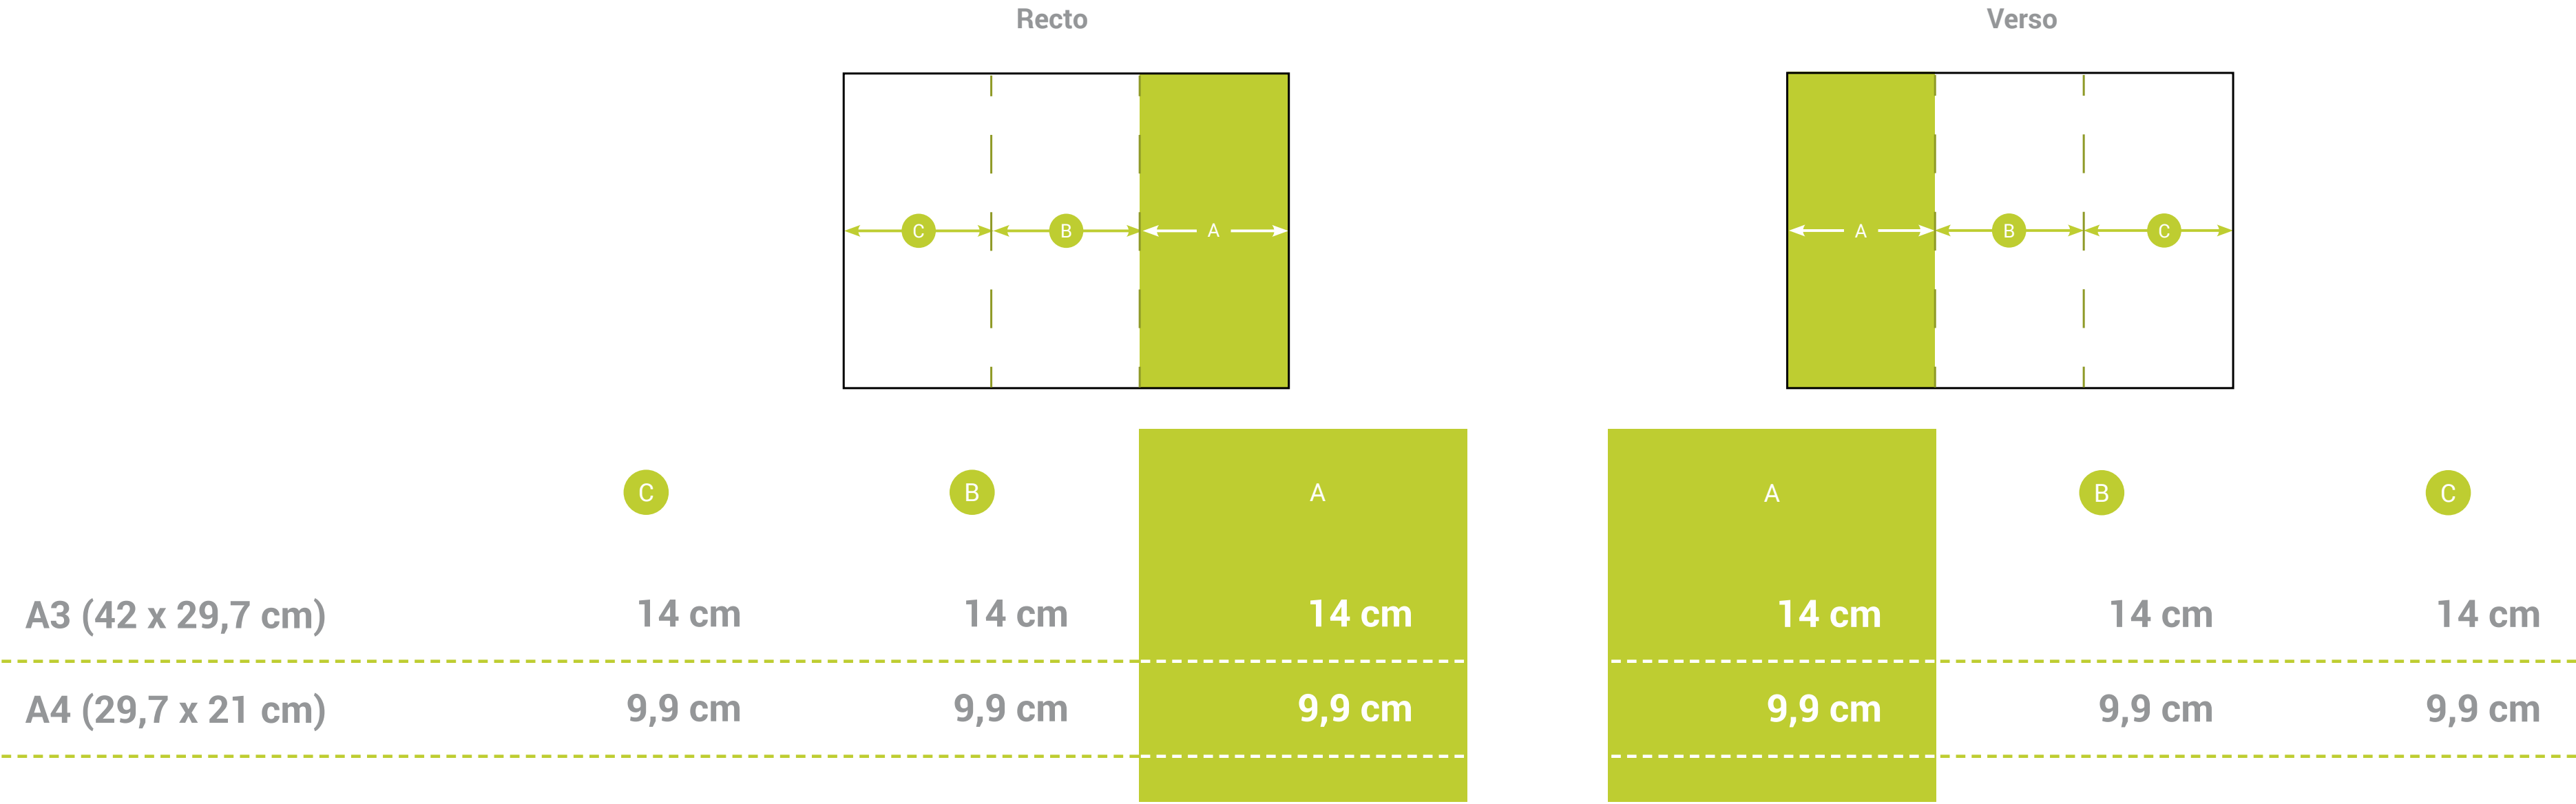 Recto
Verso
C B A
A B C
C B A A B C
A3 (42 x 29,7 cm) 14 cm 14 cm 14 cm 14 cm 14 cm 14 cm
A4 (29,7 x 21 cm) 9,9 cm 9,9 cm 9,9 cm 9,9 cm 9,9 cm 9,9 cm